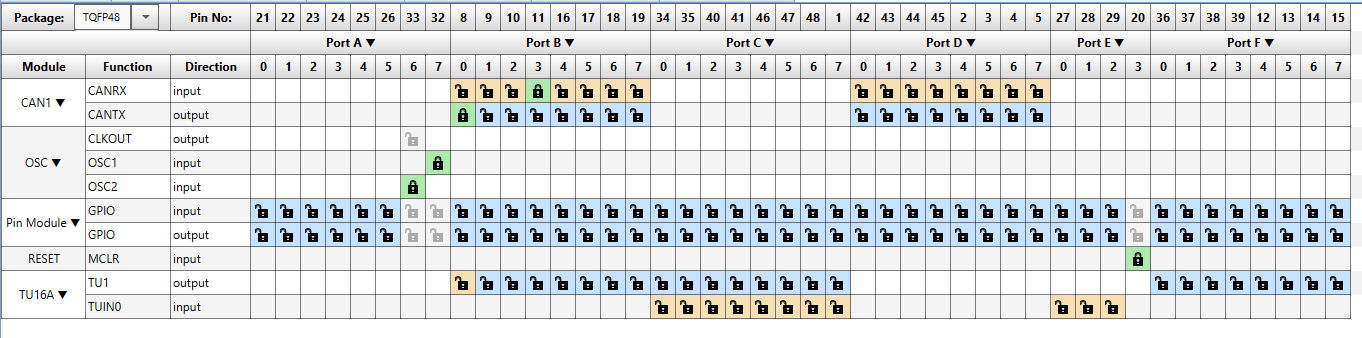 Package: TQFP48 Pin No: 21 22 23 24 25 26 33 32 8 9 10 11 16 17 18 19 34 35 40 41 46 47 48 1 42 43 44 45 2 3 4 5 27 28 29 20 36 37 38 39 12 13 14 15
Port A ▼ Port B ▼ Port C ▼ Port D ▼ Port E ▼ Port F ▼
Module Function Direction 0 1 2 3 4 5 6 7 0 1 2 3 4 5 6 7 0 1 2 3 4 5 6 7 0 1 2 3 4 5 6 7 0 1 2 3 0 1 2 3 4 5 6 7
CAN1 ▼ CANRX input
CANTX output
OSC ▼ CLKOUT output
OSC1 input
OSC2 input
Pin Module ▼ GPIO input
GPIO output
RESET MCLR input
TU16A ▼ TU1 output
TUIN0 input